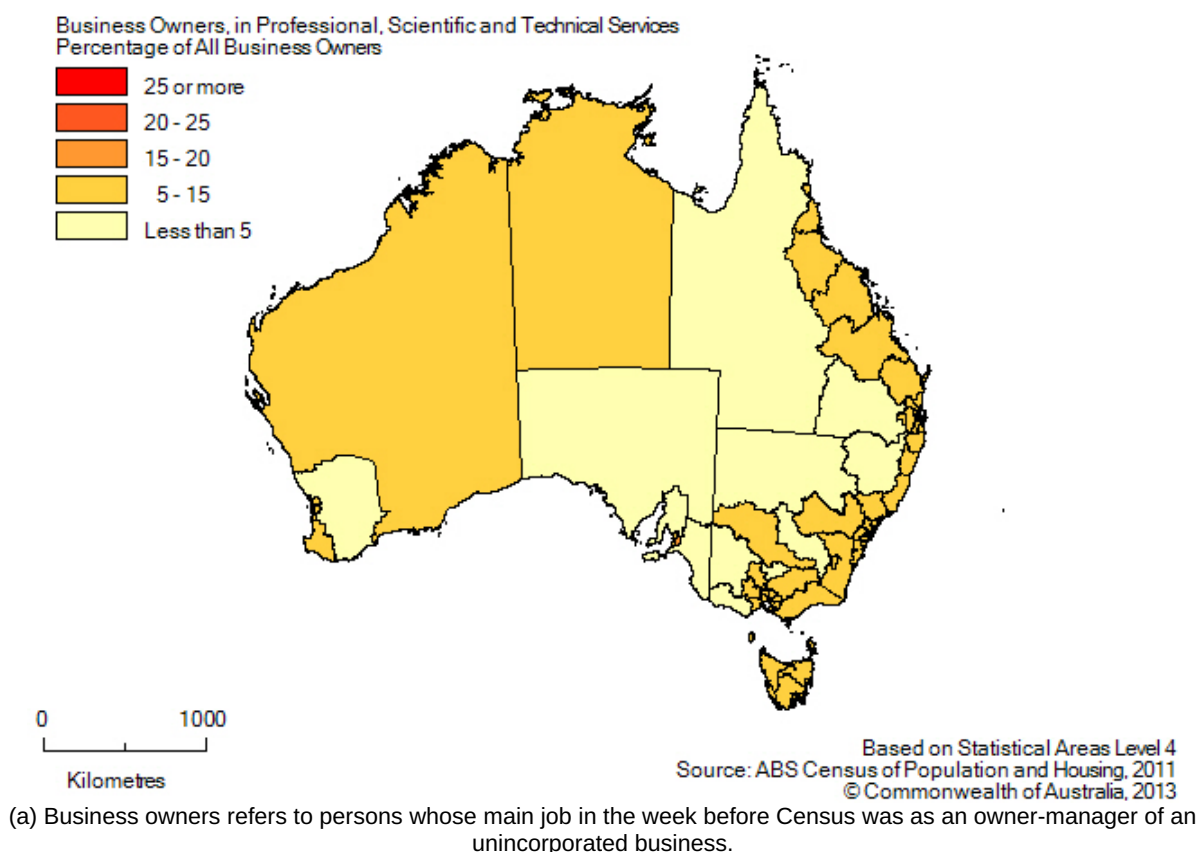 Business Owners, in Professional, Scientific and Technical Services
Percentage of All Business Owners
25 or more
20 - 25
15 - 20
5 - 15
Less than 5
0 1000
Kilometres
Based on Statistical Areas Level 4
Source: ABS Census of Population and Housing, 2011
© Commonwealth of Australia, 2013
(a) Business owners refers to persons whose main job in the week before Census was as an owner-manager of an
unincorporated business.